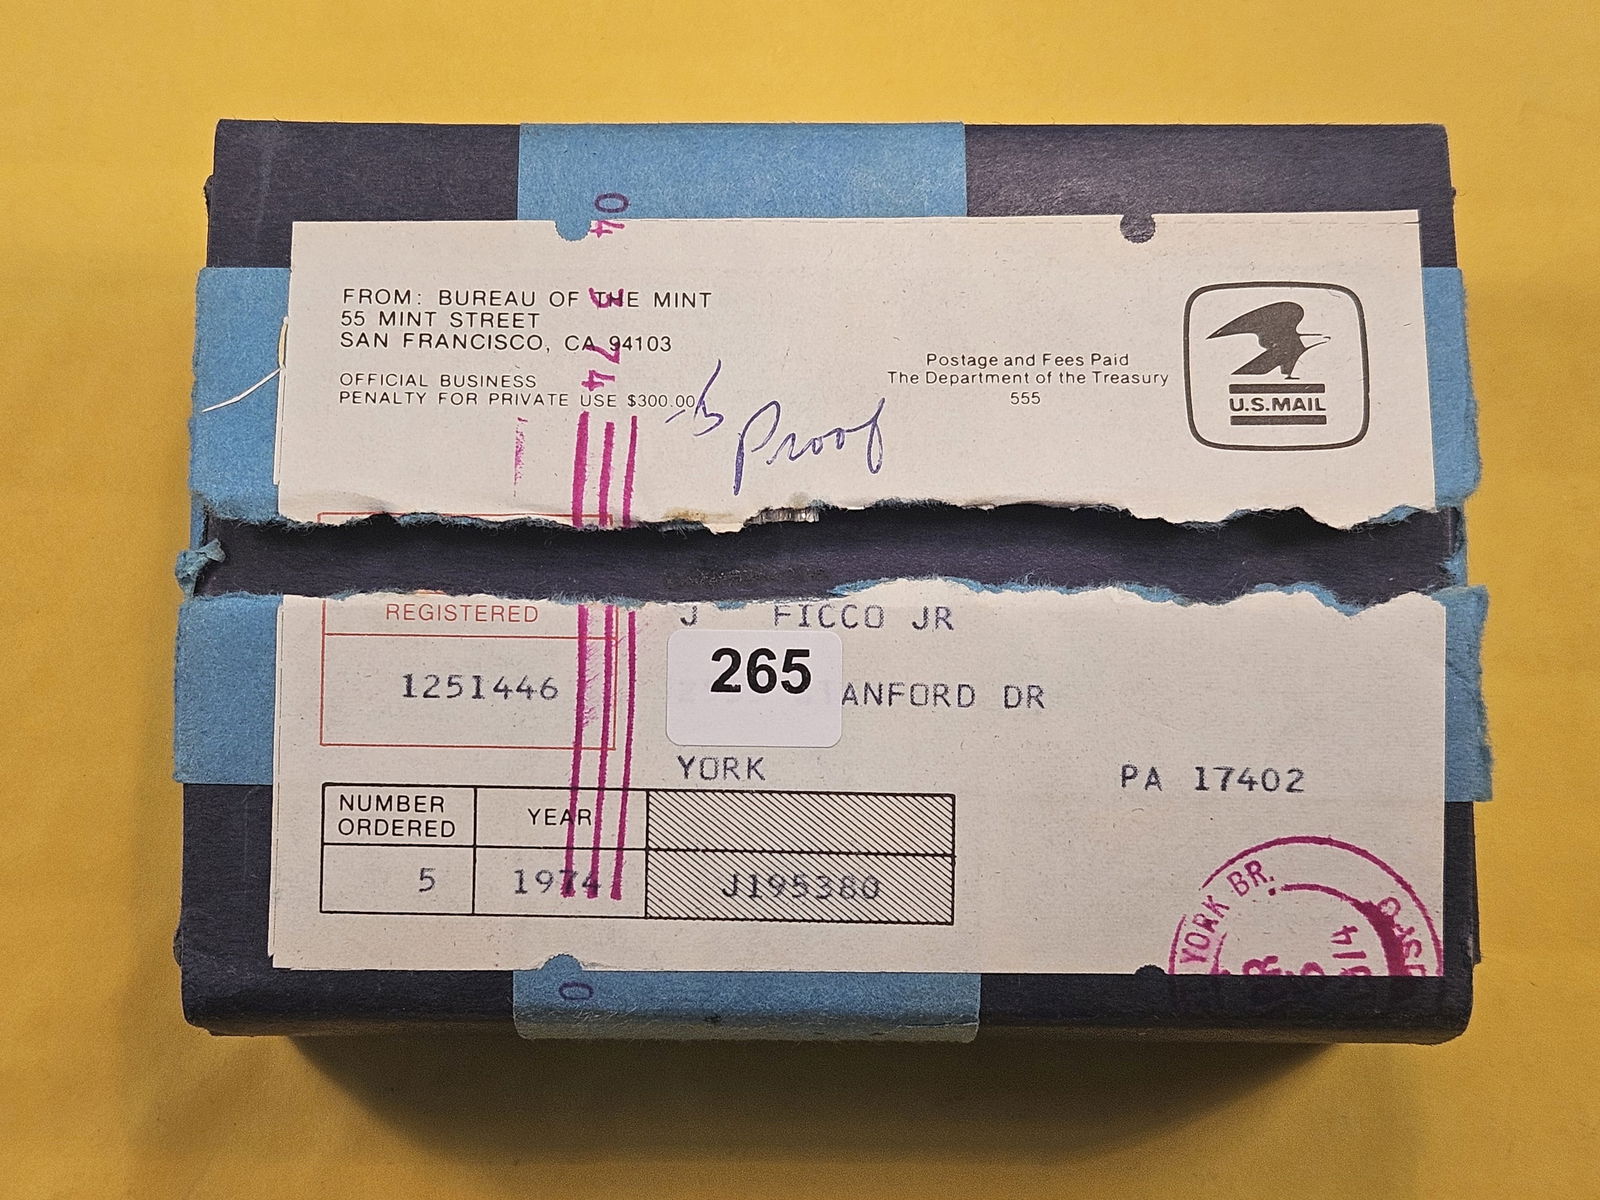 FROM: BUREAU OF THE MINT
55 MINT STREET
SAN FRANCISCO, CA 94103
OFFICIAL BUSINESS
PENALTY FOR PRIVATE USE $300.00
Postage and Fees Paid
The Department of the Treasury
555
U.S.MAIL
Proof
REGISTERED
1251446
J FICCO JR
265
ANFORD DR
YORK
PA 17402
NUMBER
ORDERED
YEAR
5
1974
J195380
YORK BR.